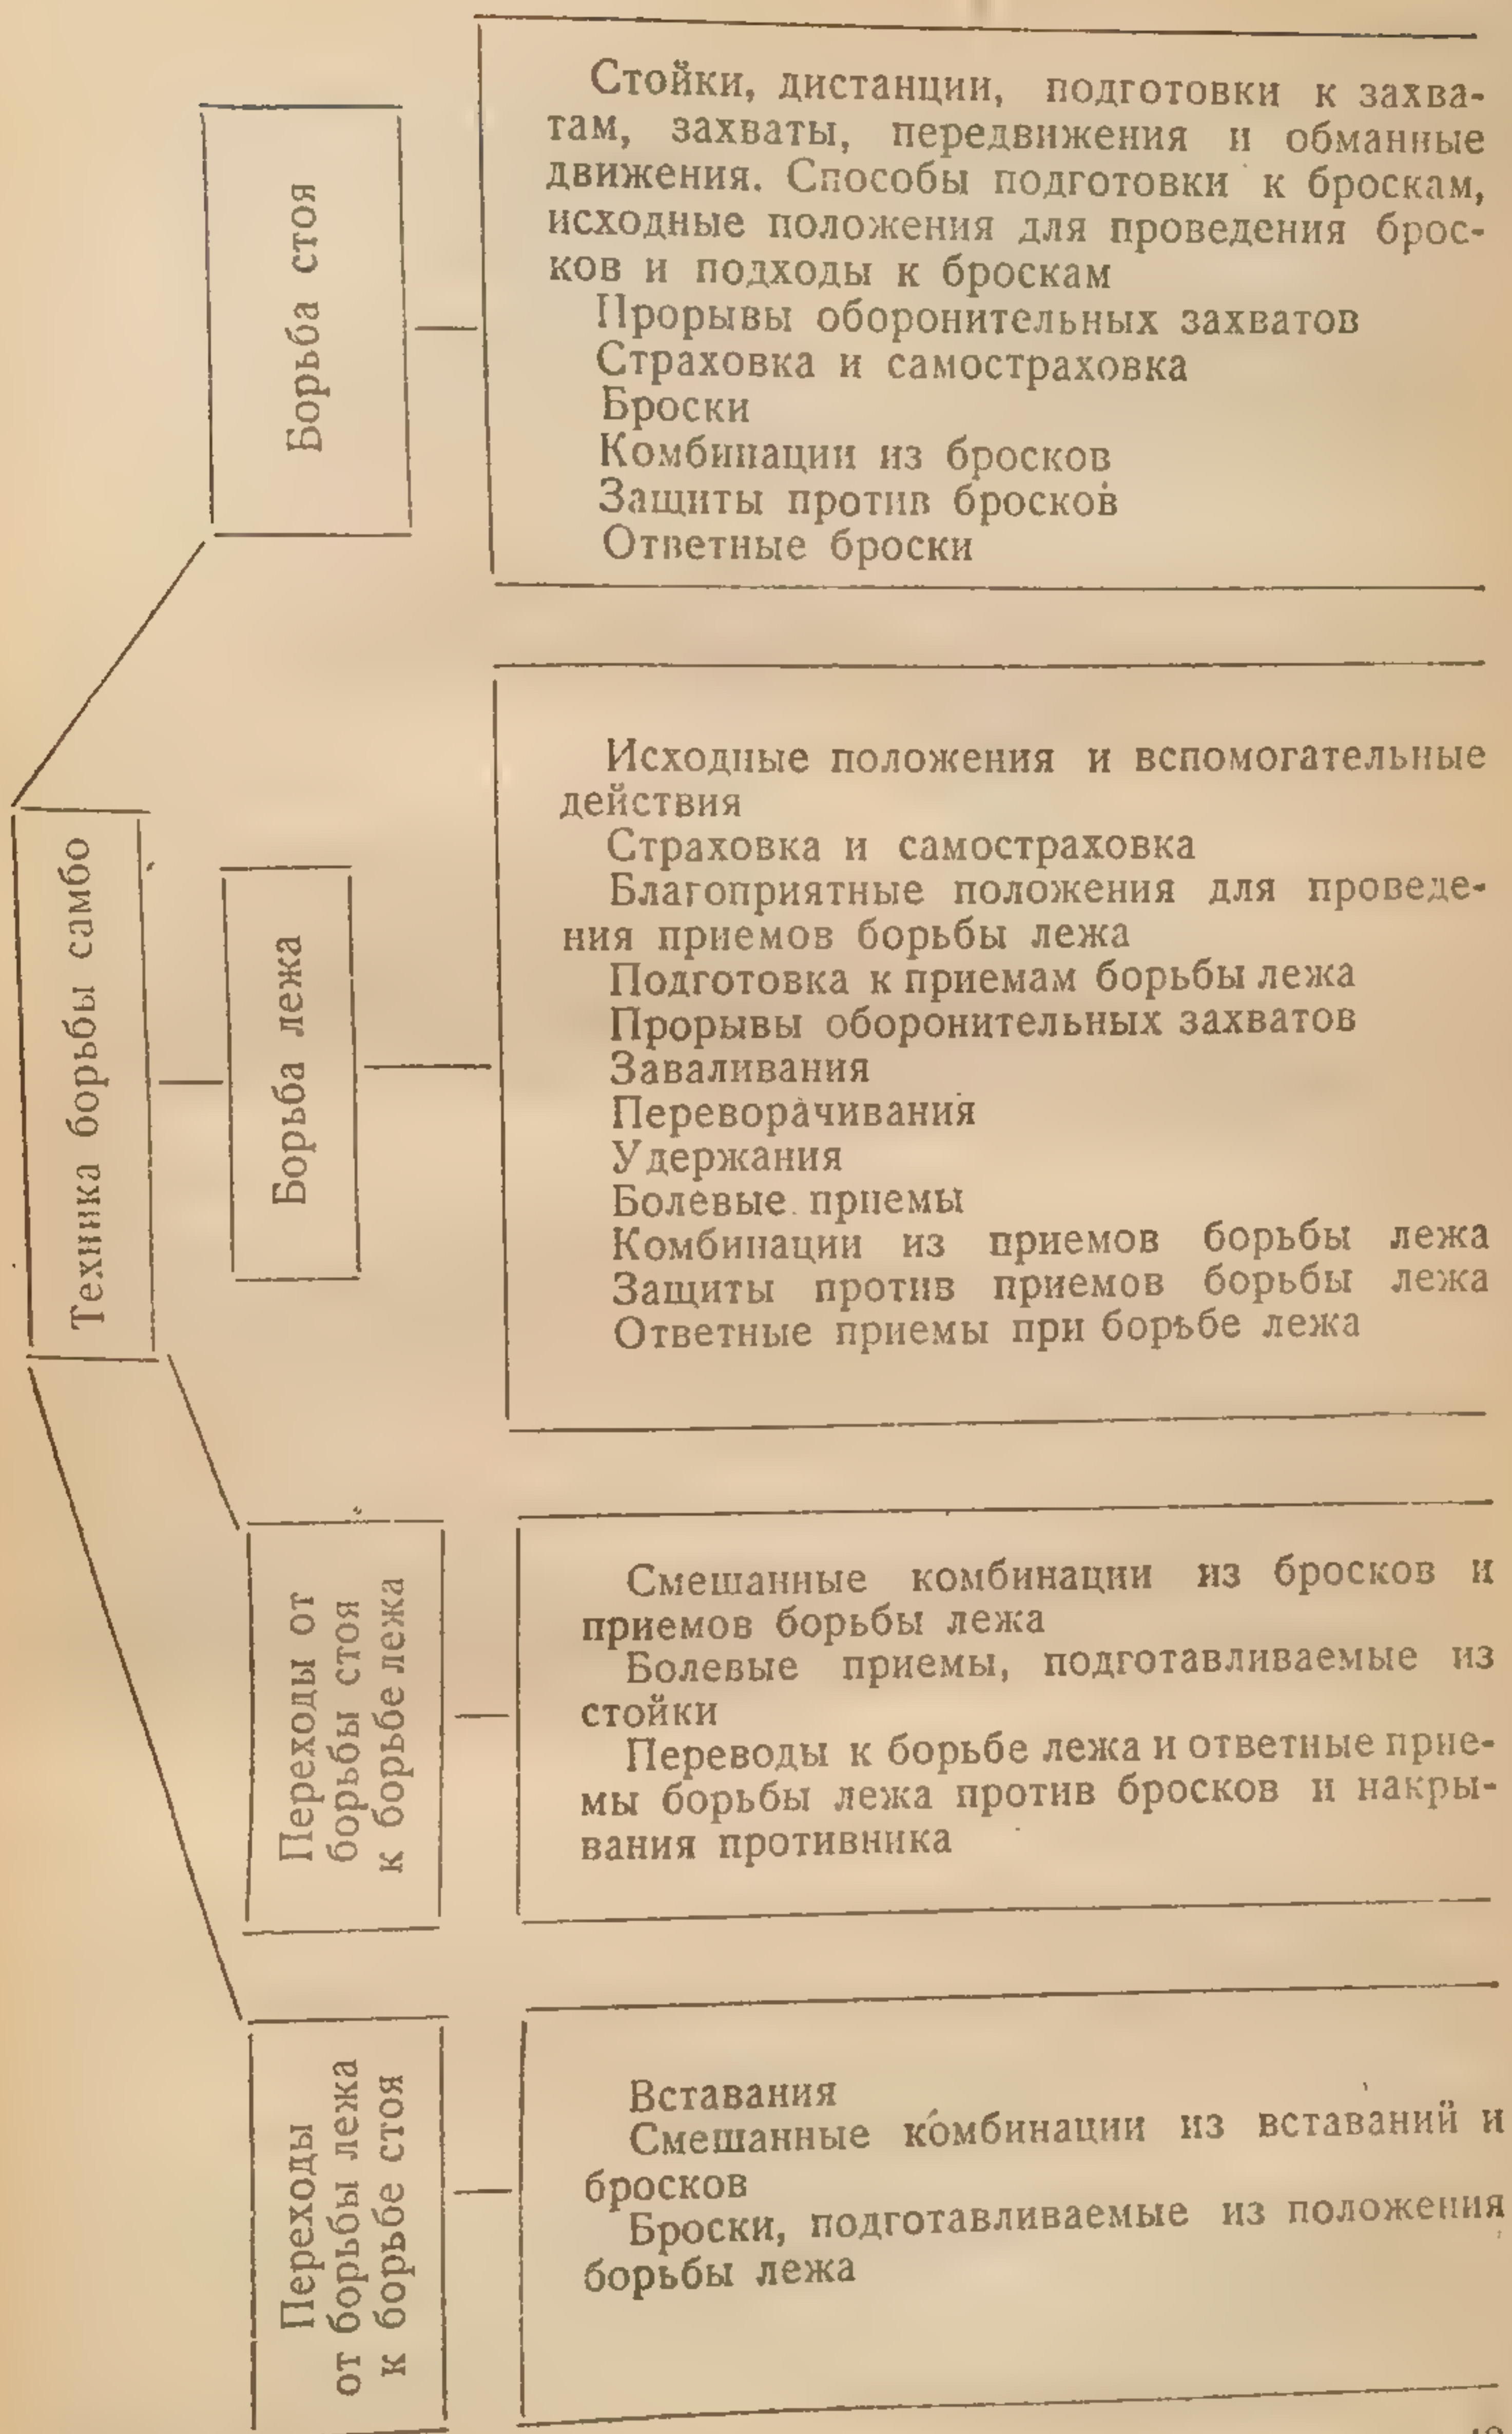 Техника борьбы самбо
Борьба стоя
Стойки, дистанции, подготовки к захва-
там, захваты, передвижения и обманные
движения. Способы подготовки к броскам,
исходные положения для проведения брос-
ков и подходы к броскам
Прорывы оборонительных захватов
Страховка и самостраховка
Броски
Комбинации из бросков
Защиты против бросков
Ответные броски
Борьба лежа
Исходные положения и вспомогательные
действия
Страховка и самостраховка
Благоприятные положения для проведе-
ния приемов борьбы лежа
Подготовка к приемам борьбы лежа
Прорывы оборонительных захватов
Заваливания
Переворачивания
Удержания
Болевые приемы
Комбинации из приемов борьбы лежа
Защиты против приемов борьбы лежа
Ответные приемы при борьбе лежа
Переходы от
борьбы стоя
к борьбе лежа
Смешанные комбинации из бросков и
приемов борьбы лежа
Болевые приемы, подготавливаемые из
стойки
Переводы к борьбе лежа и ответные прие-
мы борьбы лежа против бросков и накры-
вания противника
Переходы
от борьбы лежа
к борьбе стоя
Вставания
Смешанные комбинации из вставаний и
бросков
Броски, подготавливаемые из положения
борьбы лежа